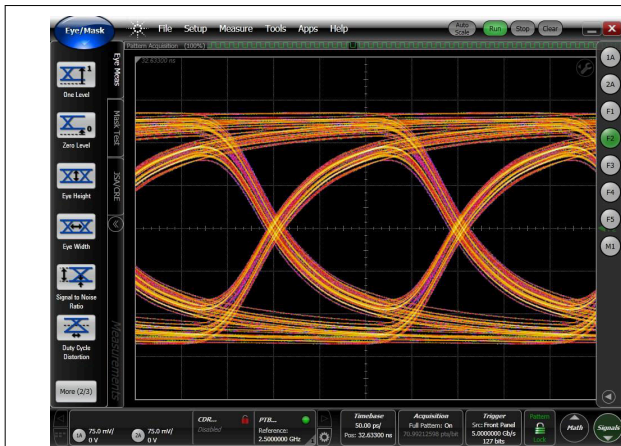 Eye/Mask
File Setup Measure Tools Apps Help
Auto Scale
Run
Stop
Clear
Pattern Acquisition (100%)
32.63300 ns
One Level
Zero Level
Eye Height
Eye Width
Signal to Noise
Ratio
Duty Cycle
Distortion
More (2/3)
Eye Meas
Mask Test
JSA/CRE
Measurements
1A
2A
F1
F2
F3
F4
F5
M1
1A 75.0 mV/
0 V
2A 75.0 mV/
0 V
CDR...
Disabled
PTB...
Reference:
2.5000000 GHz
Timebase
50.00 ps/
Pos: 32.63300 ns
Acquisition
Full Pattern: On
70.99012598 pts/bit
Trigger
Src: Front Panel
5.0000000 Gb/s
127 bits
Pattern
Lock
Math
Signals